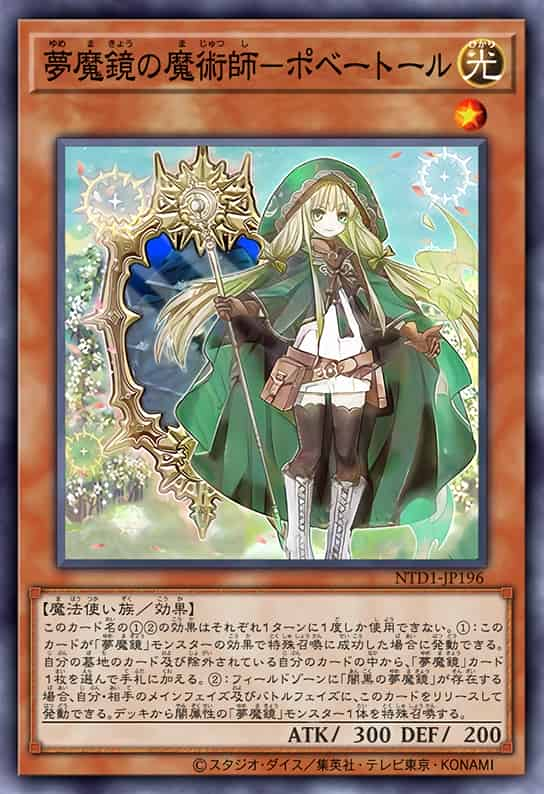 夢魔鏡の魔術師－ポベートール
光
NTD1-JP196
【魔法使い族／効果】
このカード名の①②の効果はそれぞれ1ターンに1度しか使用できない。①：この
カードが「夢魔鏡」モンスターの効果で特殊召喚に成功した場合に発動できる。
自分の墓地のカード及び除外されている自分のカードの中から、「夢魔鏡」カード
1枚を選んで手札に加える。②：フィールドゾーンに「闇黒の夢魔鏡」が存在する
場合、自分・相手のメインフェイズ及びバトルフェイズに、このカードをリリースして
発動できる。デッキから闇属性の「夢魔鏡」モンスター1体を特殊召喚する。
ATK/ 300 DEF/ 200
©スタジオ・ダイス／集英社・テレビ東京・KONAMI